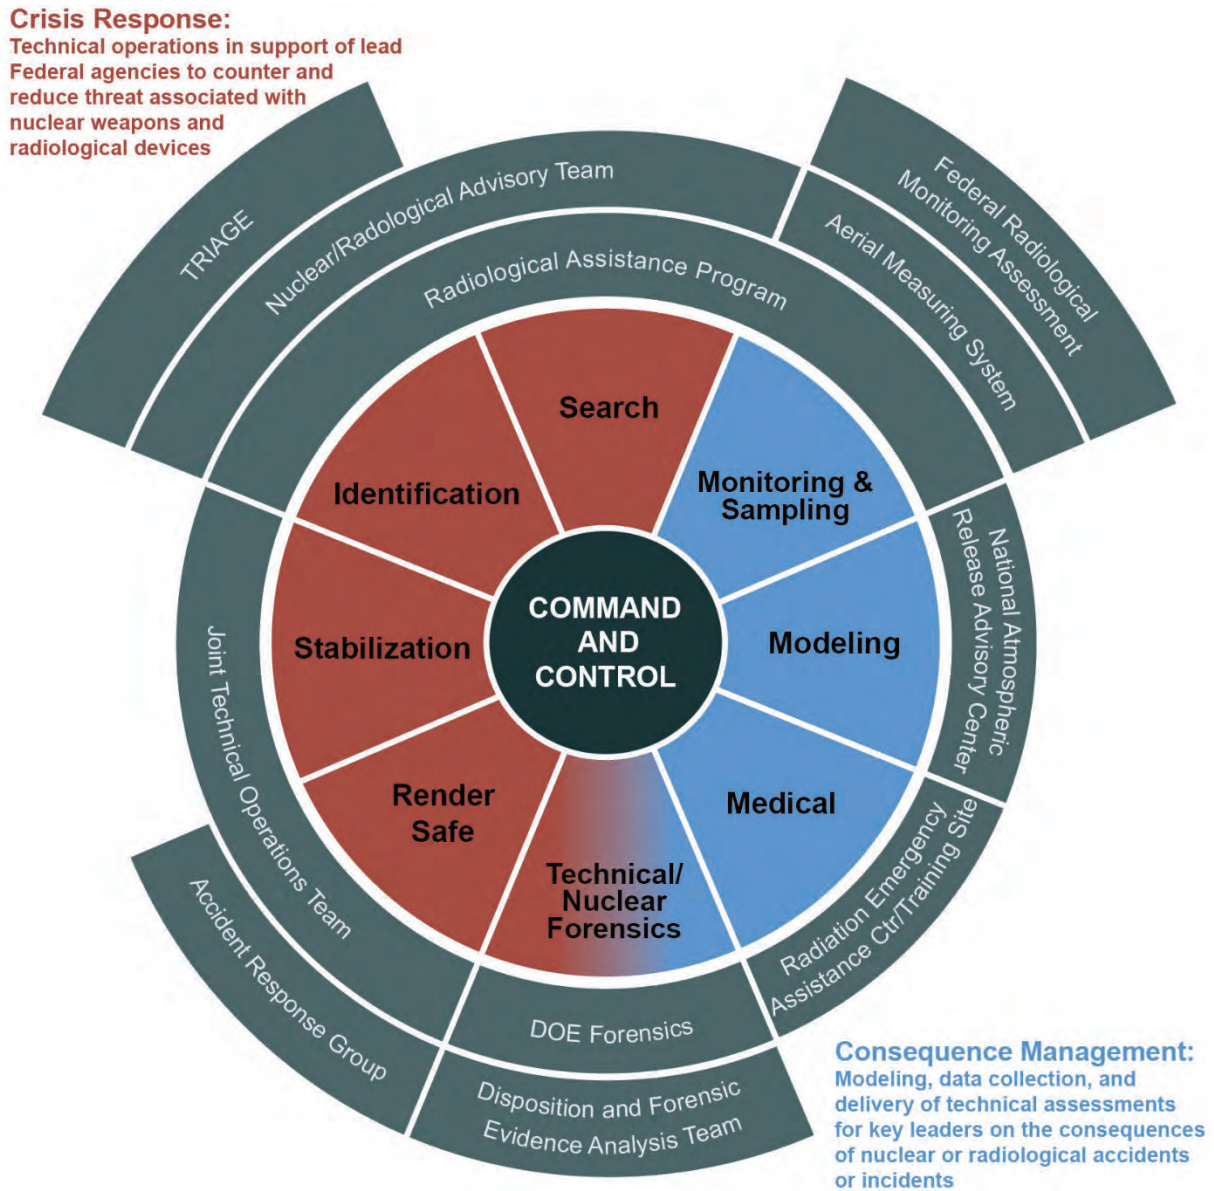 Crisis Response:
Technical operations in support of lead
Federal agencies to counter and
reduce threat associated with
nuclear weapons and
radiological devices
TRIAGE
Nuclear/Radological Advisory Team
Radiological Assistance Program
Federal Radiological
Monitoring Assessment
Aerial Measuring System
Search
Identification
Monitoring &
Sampling
Stabilization
COMMAND
AND
CONTROL
Modeling
National Atmospheric
Release Advisory Center
Joint Technical Operations Team
Render
Safe
Technical/
Nuclear
Forensics
Medical
Radiation Emergency
Assistance Ctr/Training Site
Accident Response Group
DOE Forensics
Disposition and Forensic
Evidence Analysis Team
Consequence Management:
Modeling, data collection, and
delivery of technical assessments
for key leaders on the consequences
of nuclear or radiological accidents
or incidents